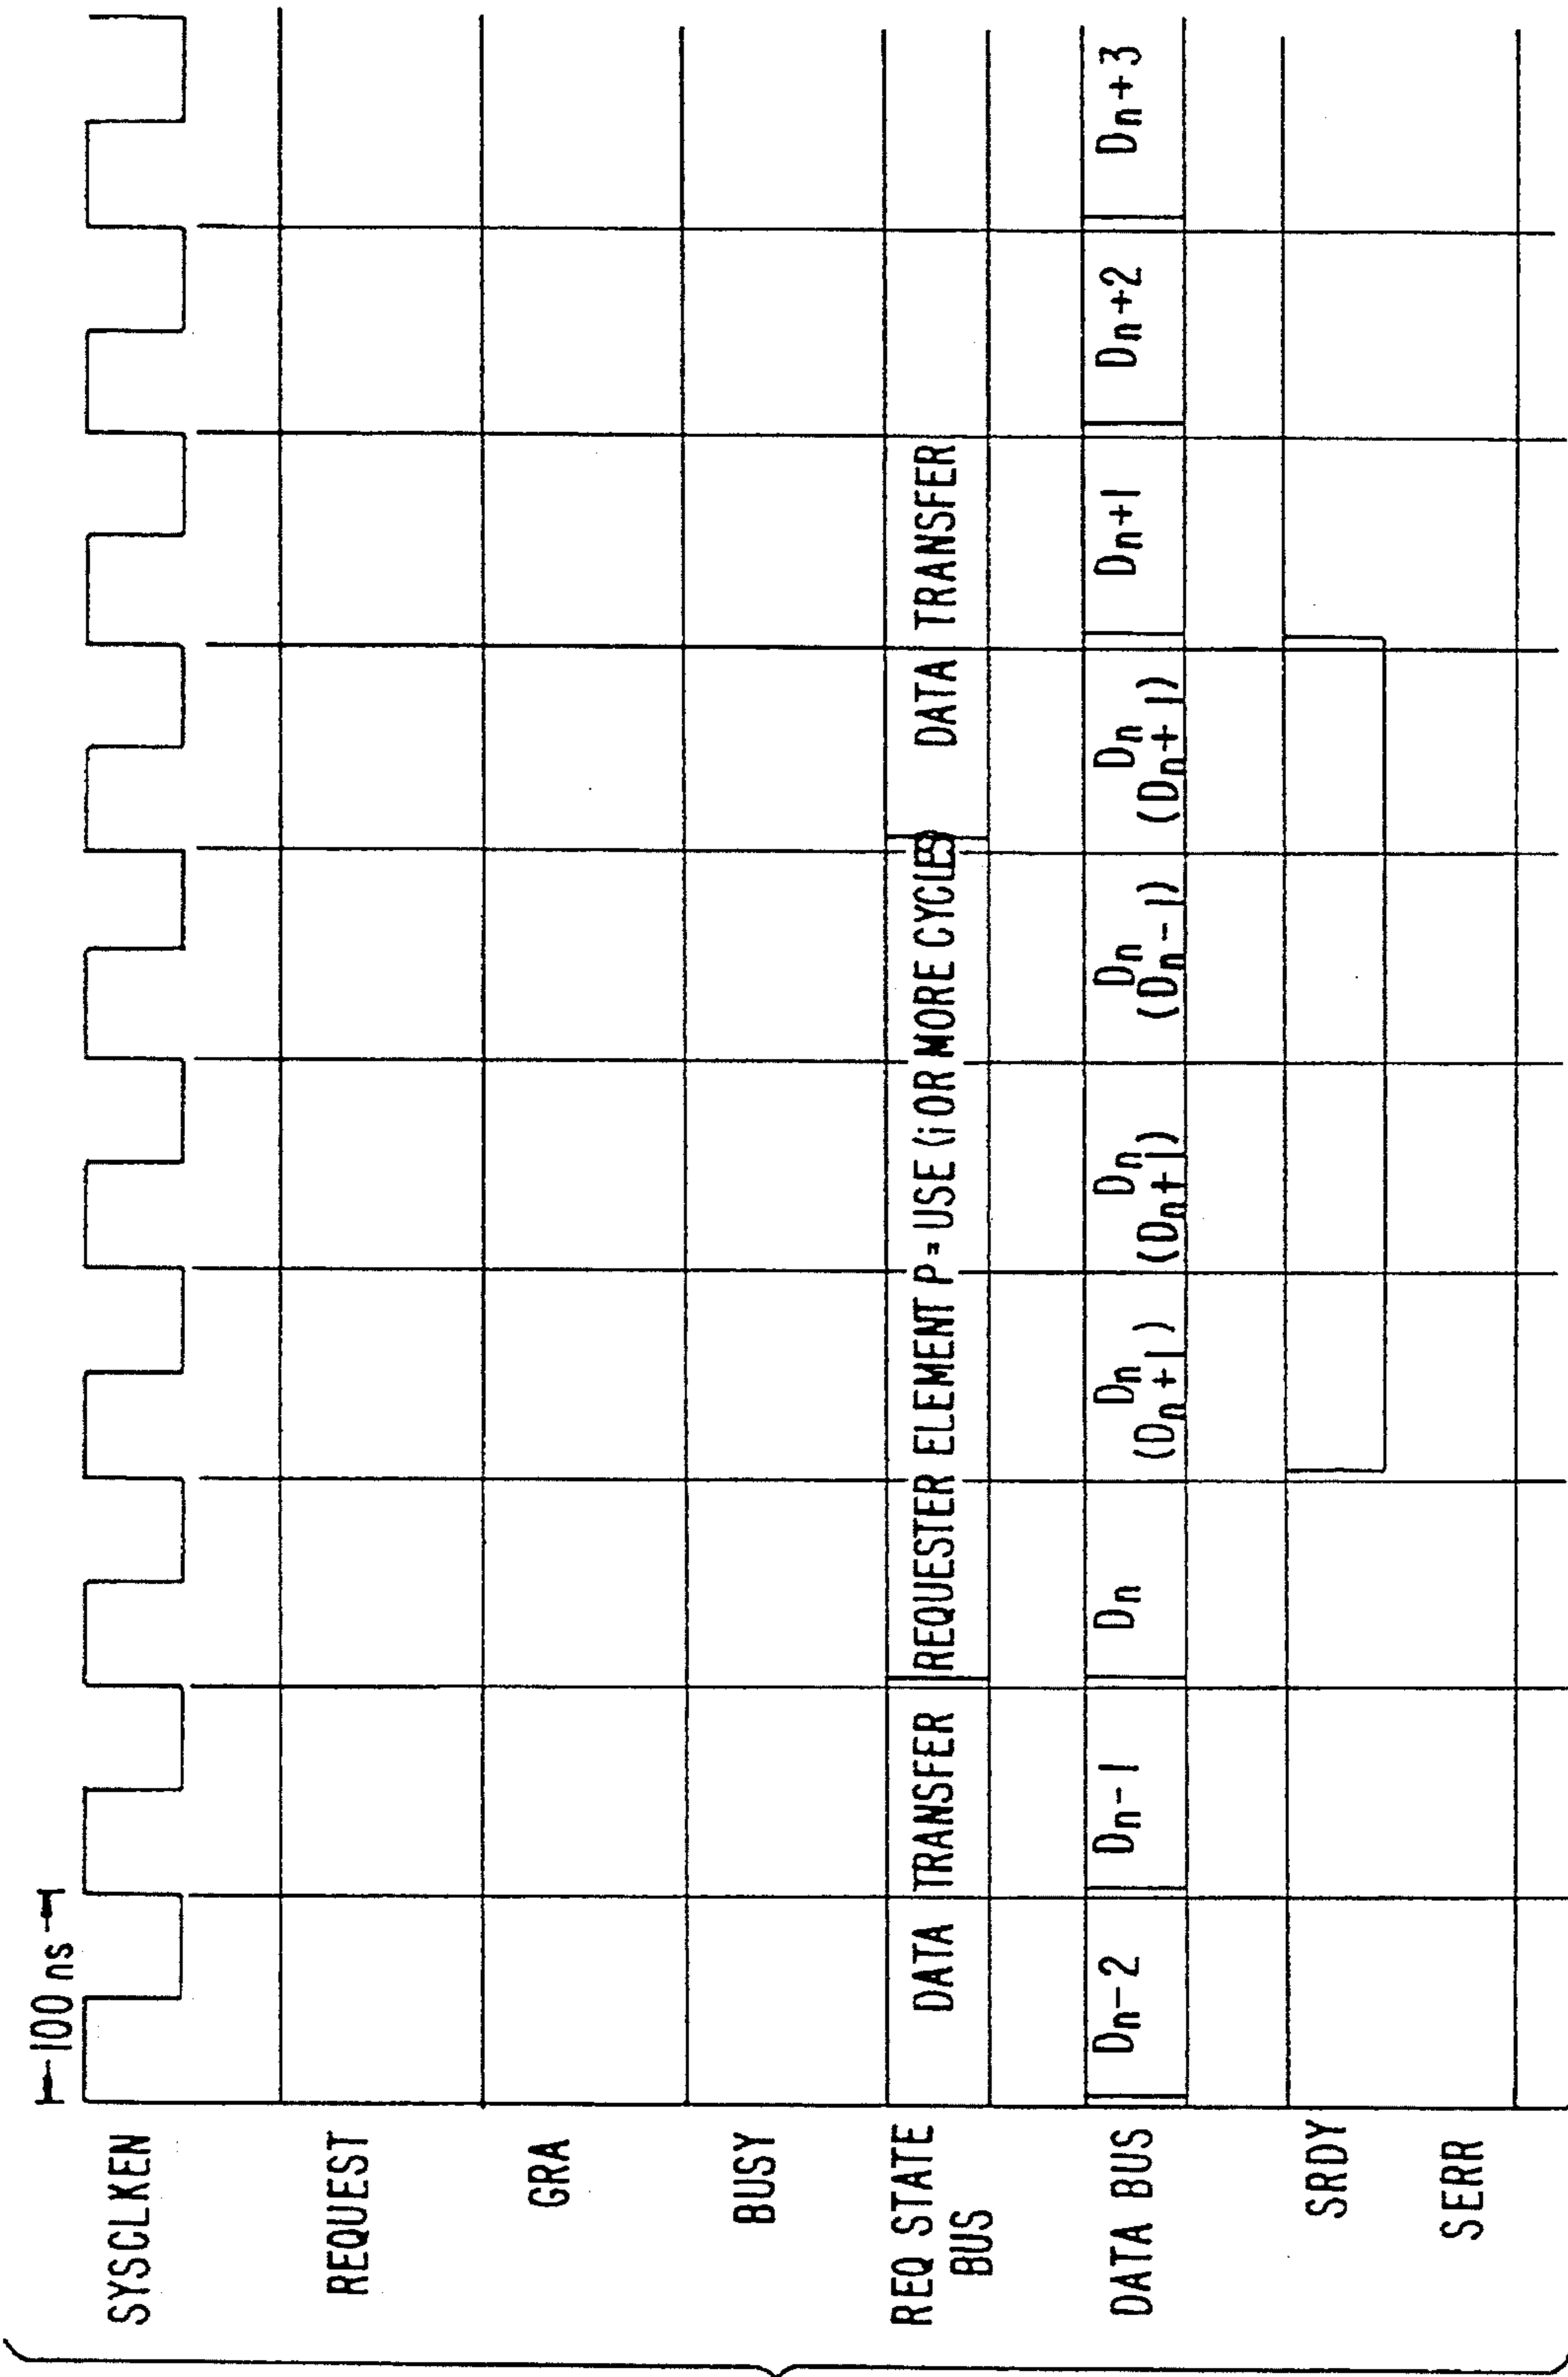 100 ns
SYSCLKEN
REQUEST
GRA
BUSY
REQ STATE
BUS
DATA TRANSFER
REQUESTER ELEMENT P = USE (i OR MORE CYCLES)
DATA TRANSFER
DATA BUS
Dn-2
Dn-1
Dn
Dn
(Dn+1)
Dn
(Dn+1)
Dn
(Dn-1)
Dn
(Dn+1)
Dn+1
Dn+2
Dn+3
SRDY
SERR